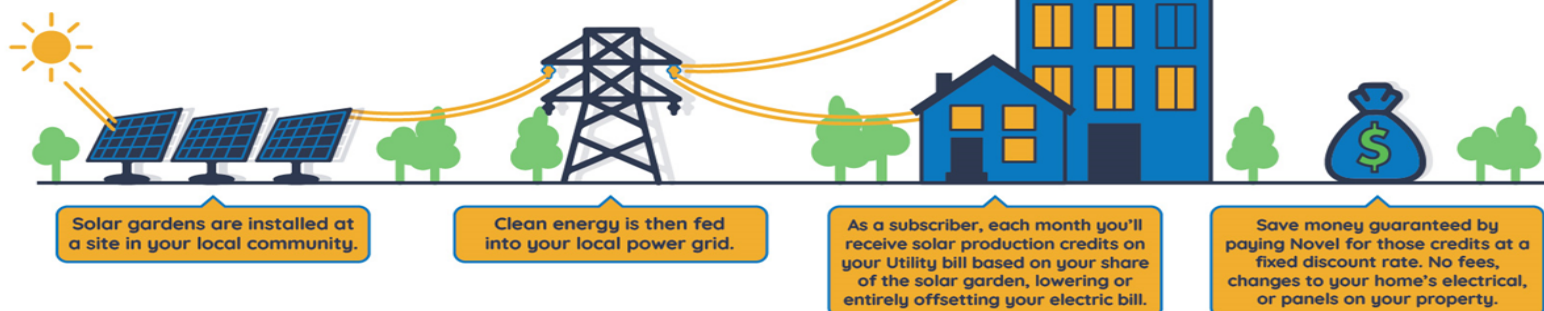 $
Solar gardens are installed at
a site in your local community.
Clean energy is then fed
into your local power grid.
As a subscriber, each month you'll
receive solar production credits on
your Utility bill based on your share
of the solar garden, lowering or
entirely offsetting your electric bill.
Save money guaranteed by
paying Novel for those credits at a
fixed discount rate. No fees,
changes to your home's electrical,
or panels on your property.